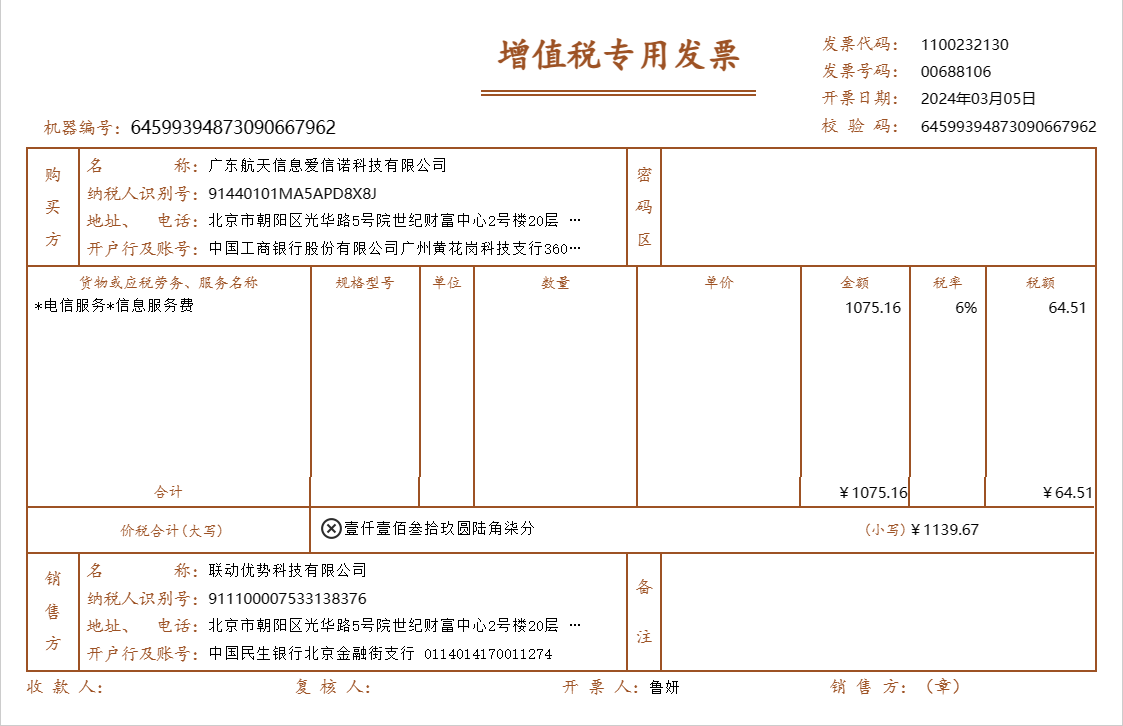 增值税专用发票
发票代码： 1100232130
发票号码： 00688106
开票日期： 2024年03月05日
机器编号：64599394873090667962
校 验 码： 64599394873090667962
购买方
名 称：广东航天信息爱信诺科技有限公司
纳税人识别号：91440101MA5APD8X8J
地址、 电话：北京市朝阳区光华路5号院世纪财富中心2号楼20层 …
开户行及账号：中国工商银行股份有限公司广州黄花岗科技支行360…
密码区
货物或应税劳务、服务名称 规格型号 单位 数量 单价 金额 税率 税额
*电信服务*信息服务费 1075.16 6% 64.51
合计 ￥1075.16 ￥64.51
价税合计(大写) ⊗壹仟壹佰叁拾玖圆陆角柒分 (小写)￥1139.67
销售方
名 称：联动优势科技有限公司
纳税人识别号：911100007533138376
地址、 电话：北京市朝阳区光华路5号院世纪财富中心2号楼20层 …
开户行及账号：中国民生银行北京金融街支行 0114014170011274
备注
收 款 人： 复 核 人： 开 票 人：鲁妍 销 售 方：（章）